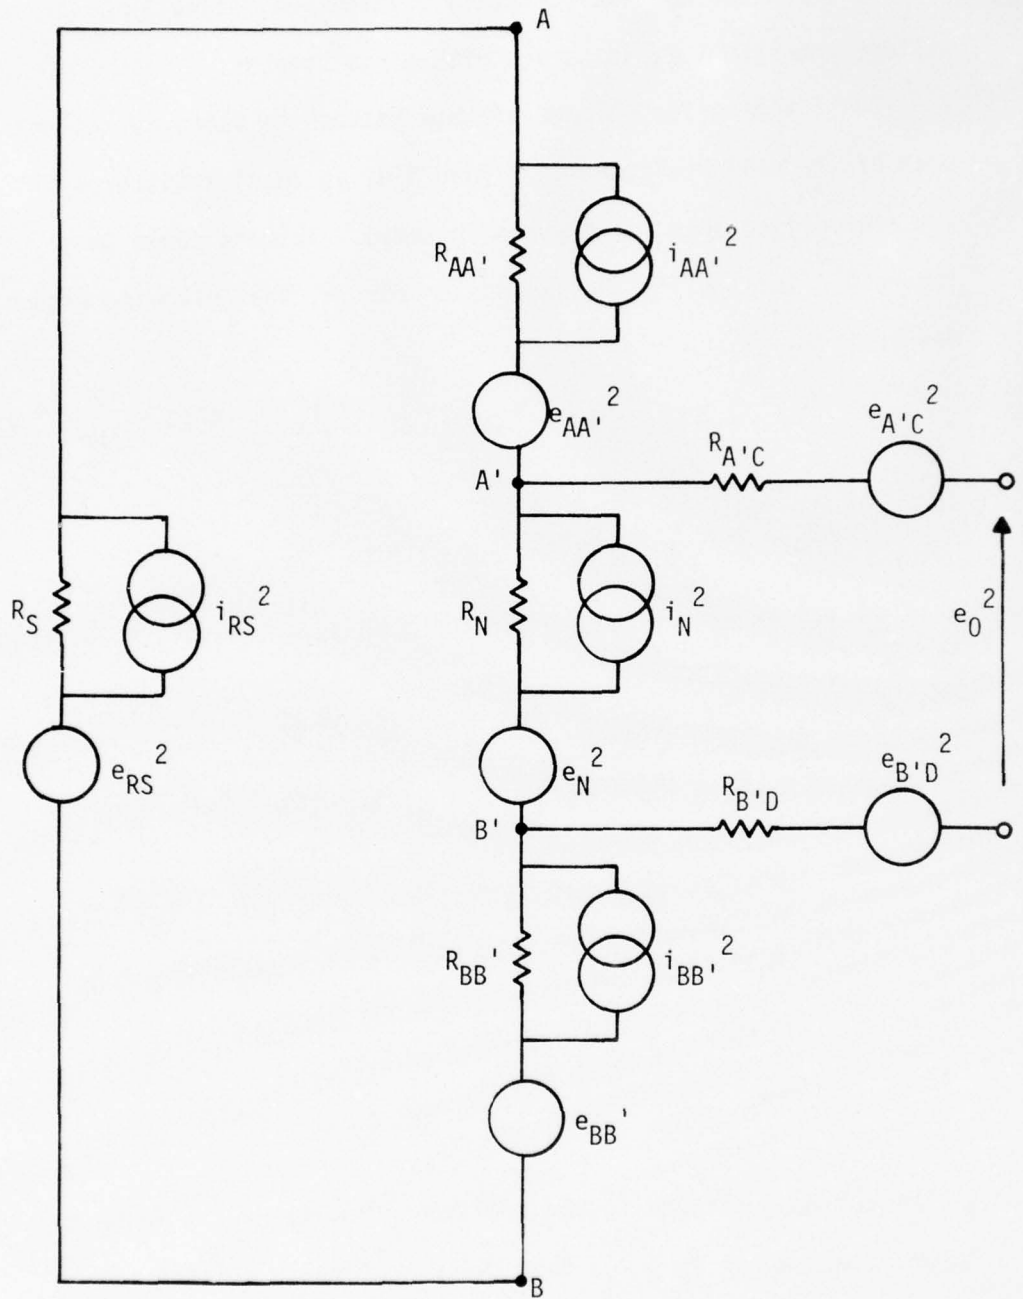 A
R_AA'
i_AA'^2
e_AA'^2
e_A'C^2
R_A'C
A'
R_S
i_RS^2
R_N
i_N^2
e_O^2
e_RS^2
e_N^2
e_B'D^2
R_B'D
B'
R_BB'
i_BB'^2
e_BB'
B